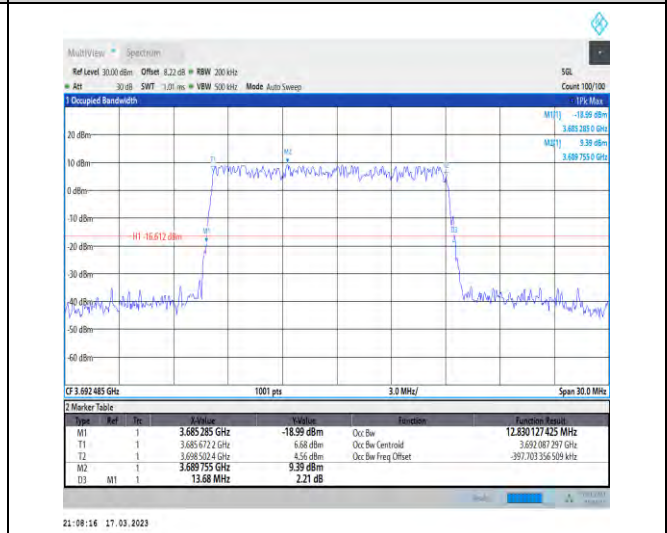 MultiView Spectrum
Ref Level 30.00 dBm Offset 8.22 dB RBW 200 kHz SGL
Att 30 dB SWT 1.01 ms VBW 500 kHz Mode Auto Sweep Count 100/100
1 Occupied Bandwidth 1Pk Max
M1[1] -18.99 dBm
3.685 285 0 GHz
20 dBm
M2[1] 9.39 dBm
3.689 755 0 GHz
M2
T1
10 dBm
0 dBm
-10 dBm
M1
D3
H1 -16.612 dBm
-20 dBm
-30 dBm
-40 dBm
-50 dBm
-60 dBm
CF 3.692 485 GHz 1001 pts 3.0 MHz/ Span 30.0 MHz
2 Marker Table
Type Ref Trc X-Value Y-Value Function Function Result
M1 1 3.685 285 GHz -18.99 dBm Occ Bw 12.830 127 425 MHz
T1 1 3.685 672 2 GHz 6.68 dBm Occ Bw Centroid 3.692 087 297 GHz
T2 1 3.698 502 4 GHz 4.56 dBm Occ Bw Freq Offset -397.703 356 509 kHz
M2 1 3.689 755 GHz 9.39 dBm
D3 M1 1 13.68 MHz 2.21 dB
21:08:16 17.03.2023